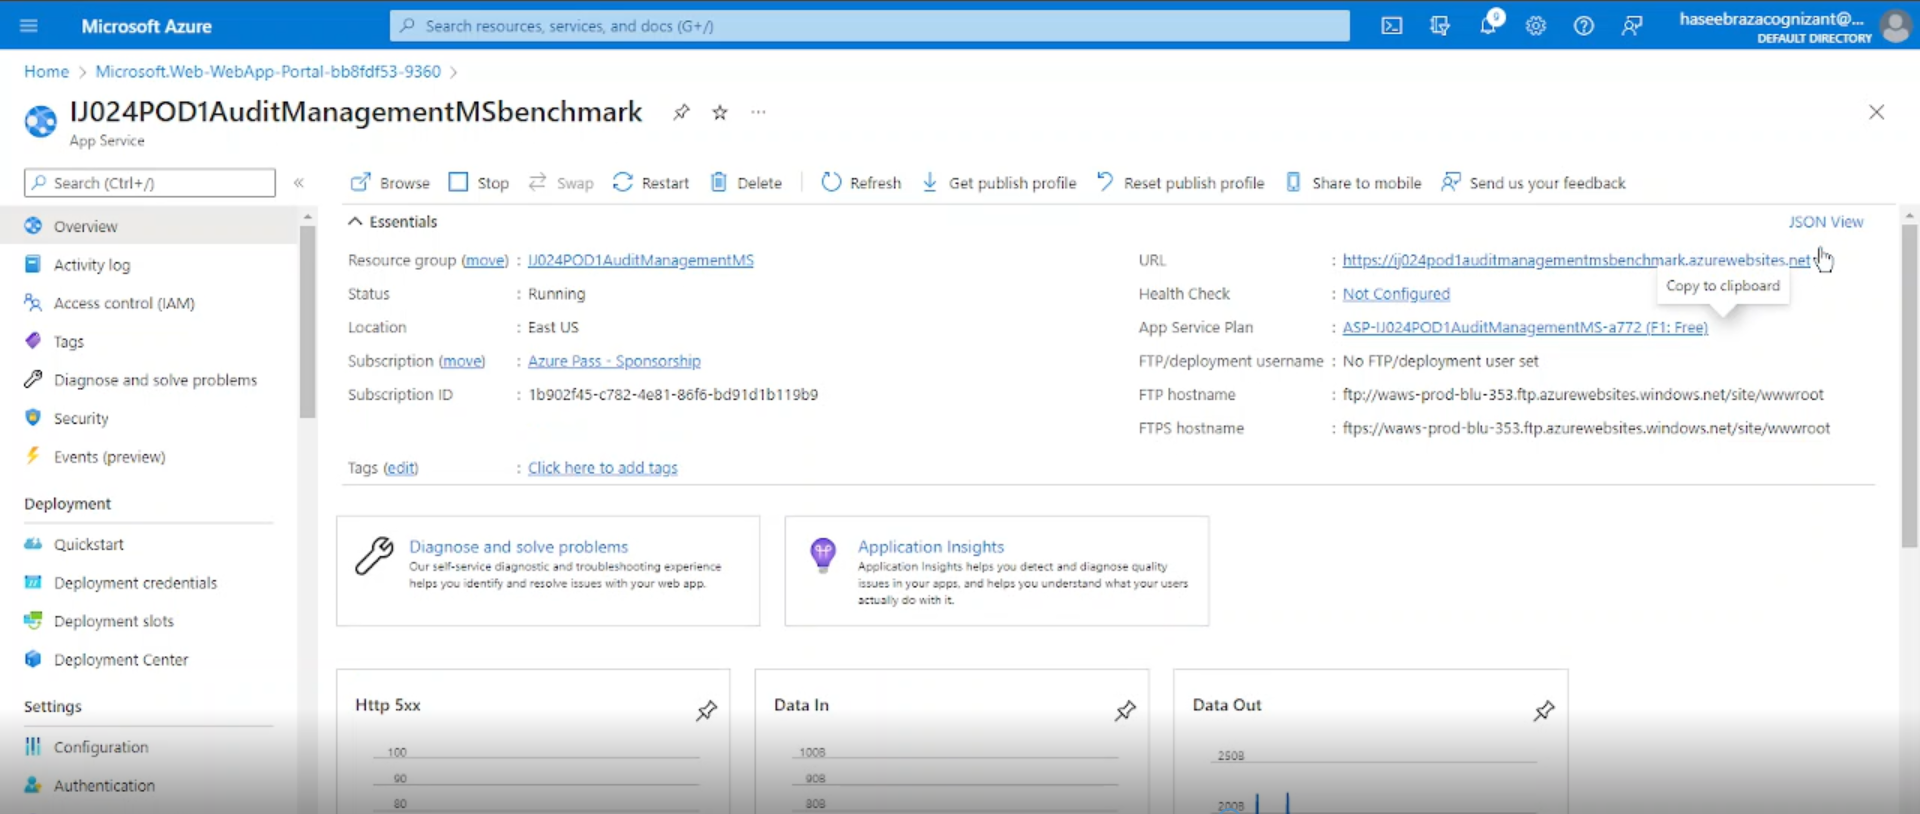 Microsoft Azure
Search resources, services, and docs (G+/)
9
haseebrazacognizant@...
DEFAULT DIRECTORY
Home > Microsoft.Web-WebApp-Portal-bb8fdf53-9360 >
IJ024POD1AuditManagementMSbenchmark ...
App Service
Search (Ctrl+/) «
Browse Stop Swap Restart Delete Refresh Get publish profile Reset publish profile Share to mobile Send us your feedback
Overview
Activity log
Access control (IAM)
Tags
Diagnose and solve problems
Security
Events (preview)
Deployment
Quickstart
Deployment credentials
Deployment slots
Deployment Center
Settings
Configuration
Authentication
Essentials
JSON View
Resource group (move) : IJ024POD1AuditManagementMS
Status : Running
Location : East US
Subscription (move) : Azure Pass - Sponsorship
Subscription ID : 1b902f45-c782-4e81-86f6-bd91d1b119b9
Tags (edit) : Click here to add tags
URL : https://ij024pod1auditmanagementmsbenchmark.azurewebsites.net
Copy to clipboard
Health Check : Not Configured
App Service Plan : ASP-IJ024POD1AuditManagementMS-a772 (F1: Free)
FTP/deployment username : No FTP/deployment user set
FTP hostname : ftp://waws-prod-blu-353.ftp.azurewebsites.windows.net/site/wwwroot
FTPS hostname : ftps://waws-prod-blu-353.ftp.azurewebsites.windows.net/site/wwwroot
Diagnose and solve problems
Our self-service diagnostic and troubleshooting experience
helps you identify and resolve issues with your web app.
Application Insights
Application Insights helps you detect and diagnose quality
issues in your apps, and helps you understand what your users
actually do with it.
Http 5xx
100
90
80
Data In
100B
90B
80B
Data Out
250B
200B